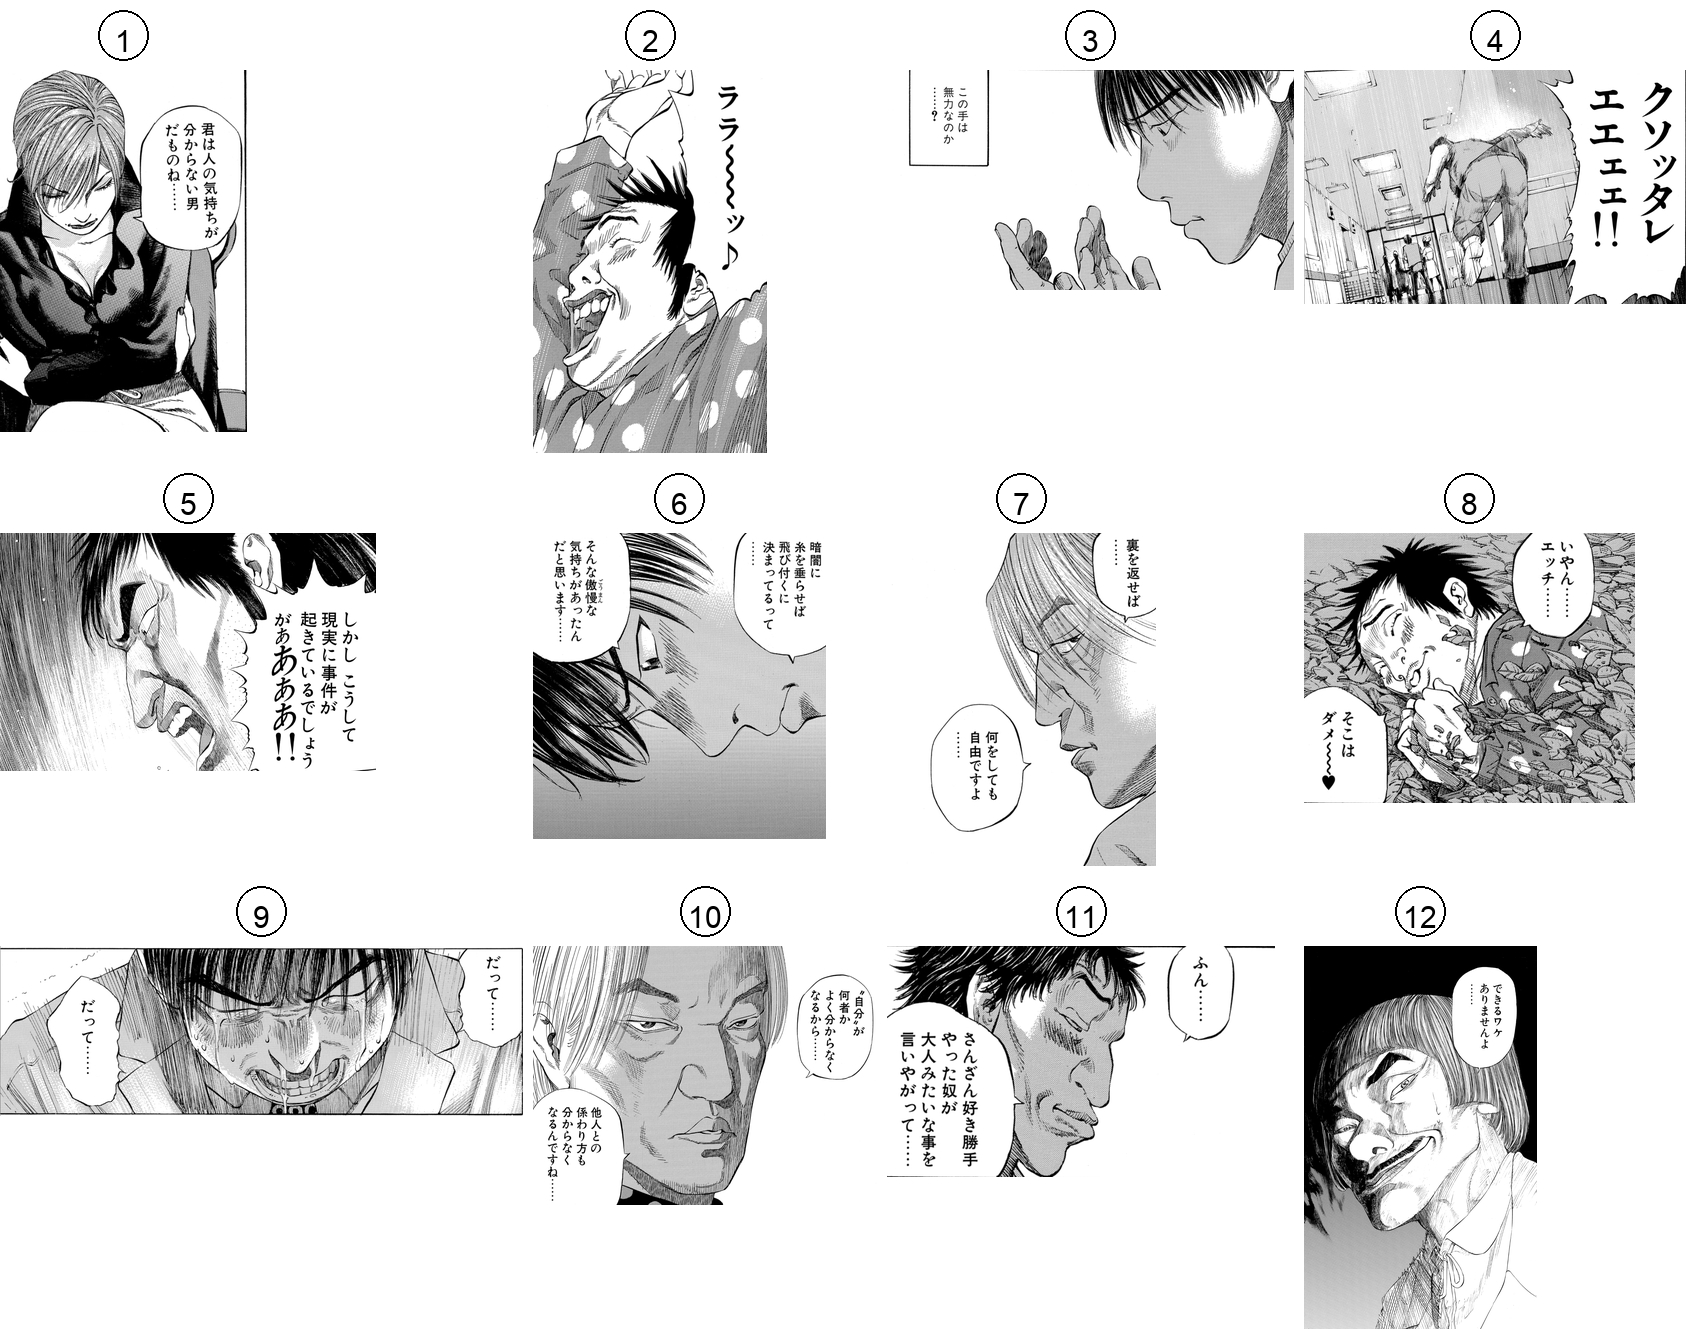 1
君は人の気持ちが
分からない男
だものね……
2
ララ〜〜〜ッ♪
3
この手は
無力なのか
……?
4
クソッタレ
エエェェ!!
5
しかし こうして
現実に事件が
起きているでしょう
がああああ!!
6
暗闇に
糸を垂らせば
飛び付くに
決まってるって
……
そんな傲慢な
ごうまん
気持ちがあったん
だと思います……
7
裏を返せば
……
何をしても
自由ですよ
……
8
いやん……
エッチ……
そこは
ダメ〜〜〜♥
9
だって……
だって……
10
“自分”が
何者か
よく分からなく
なるから……
他人との
係わり方も
分からなく
なるんですね……
11
ふん……
さんざん好き勝手
やった奴が
大人みたいな事を
言いやがって……
12
できるワケ
ありませんよ
……